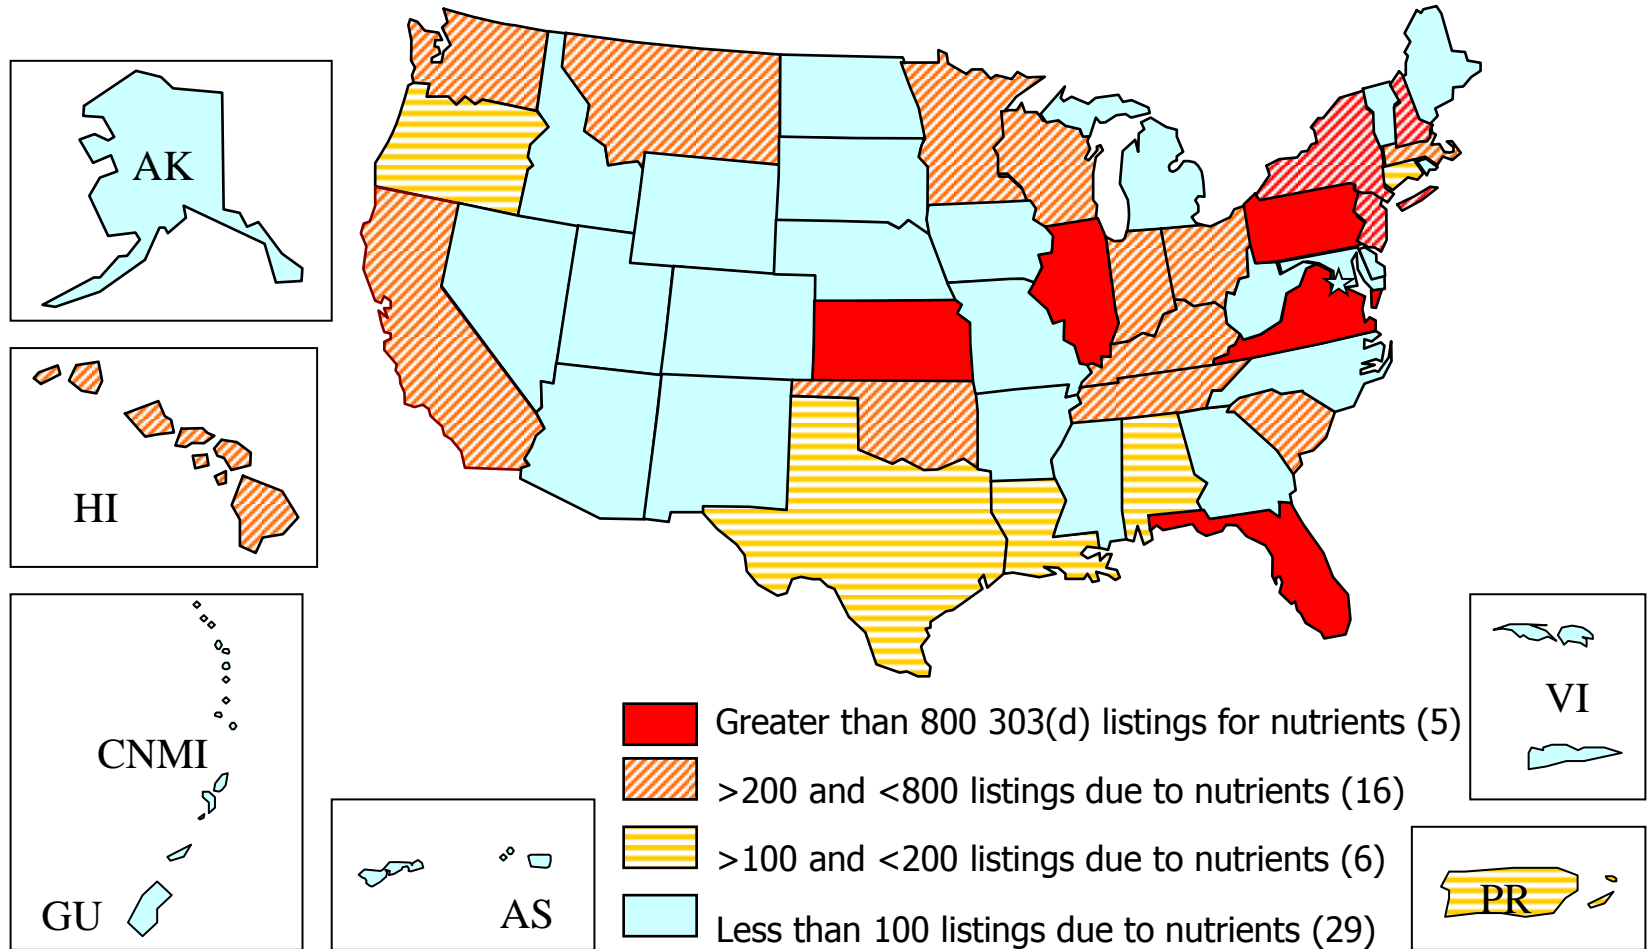 AK
HI
CNMI
GU
AS
VI
PR
Greater than 800 303(d) listings for nutrients (5)
>200 and <800 listings due to nutrients (16)
>100 and <200 listings due to nutrients (6)
Less than 100 listings due to nutrients (29)